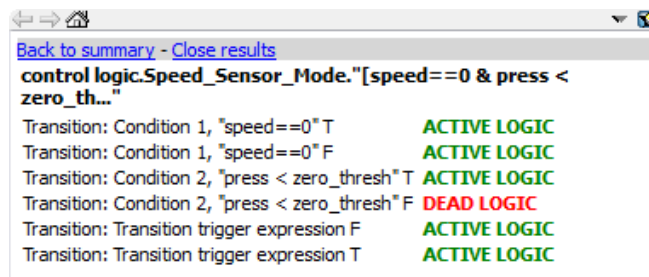 Back to summary - Close results
control logic.Speed_Sensor_Mode."[speed==0 & press <
zero_th..."
Transition: Condition 1, "speed==0" T ACTIVE LOGIC
Transition: Condition 1, "speed==0" F ACTIVE LOGIC
Transition: Condition 2, "press < zero_thresh" T ACTIVE LOGIC
Transition: Condition 2, "press < zero_thresh" F DEAD LOGIC
Transition: Transition trigger expression F ACTIVE LOGIC
Transition: Transition trigger expression T ACTIVE LOGIC